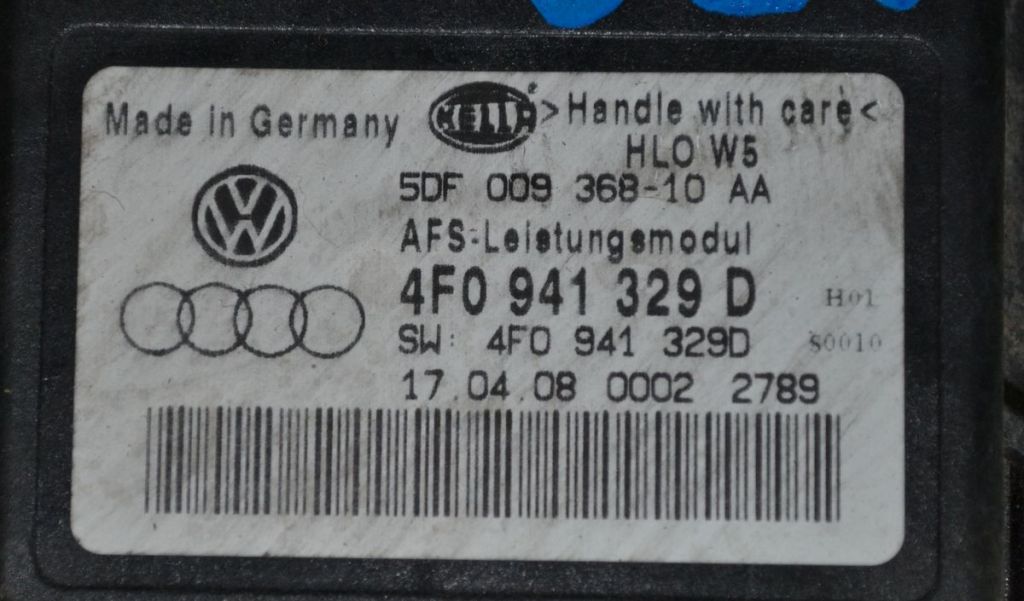 Made in Germany HELLA >Handle with care<
HLO W5
5DF 009 368-10 AA
AFS-Leistungsmodul
4F0 941 329 D H01
SW: 4F0 941 329D S0010
17.04.08 0002 2789